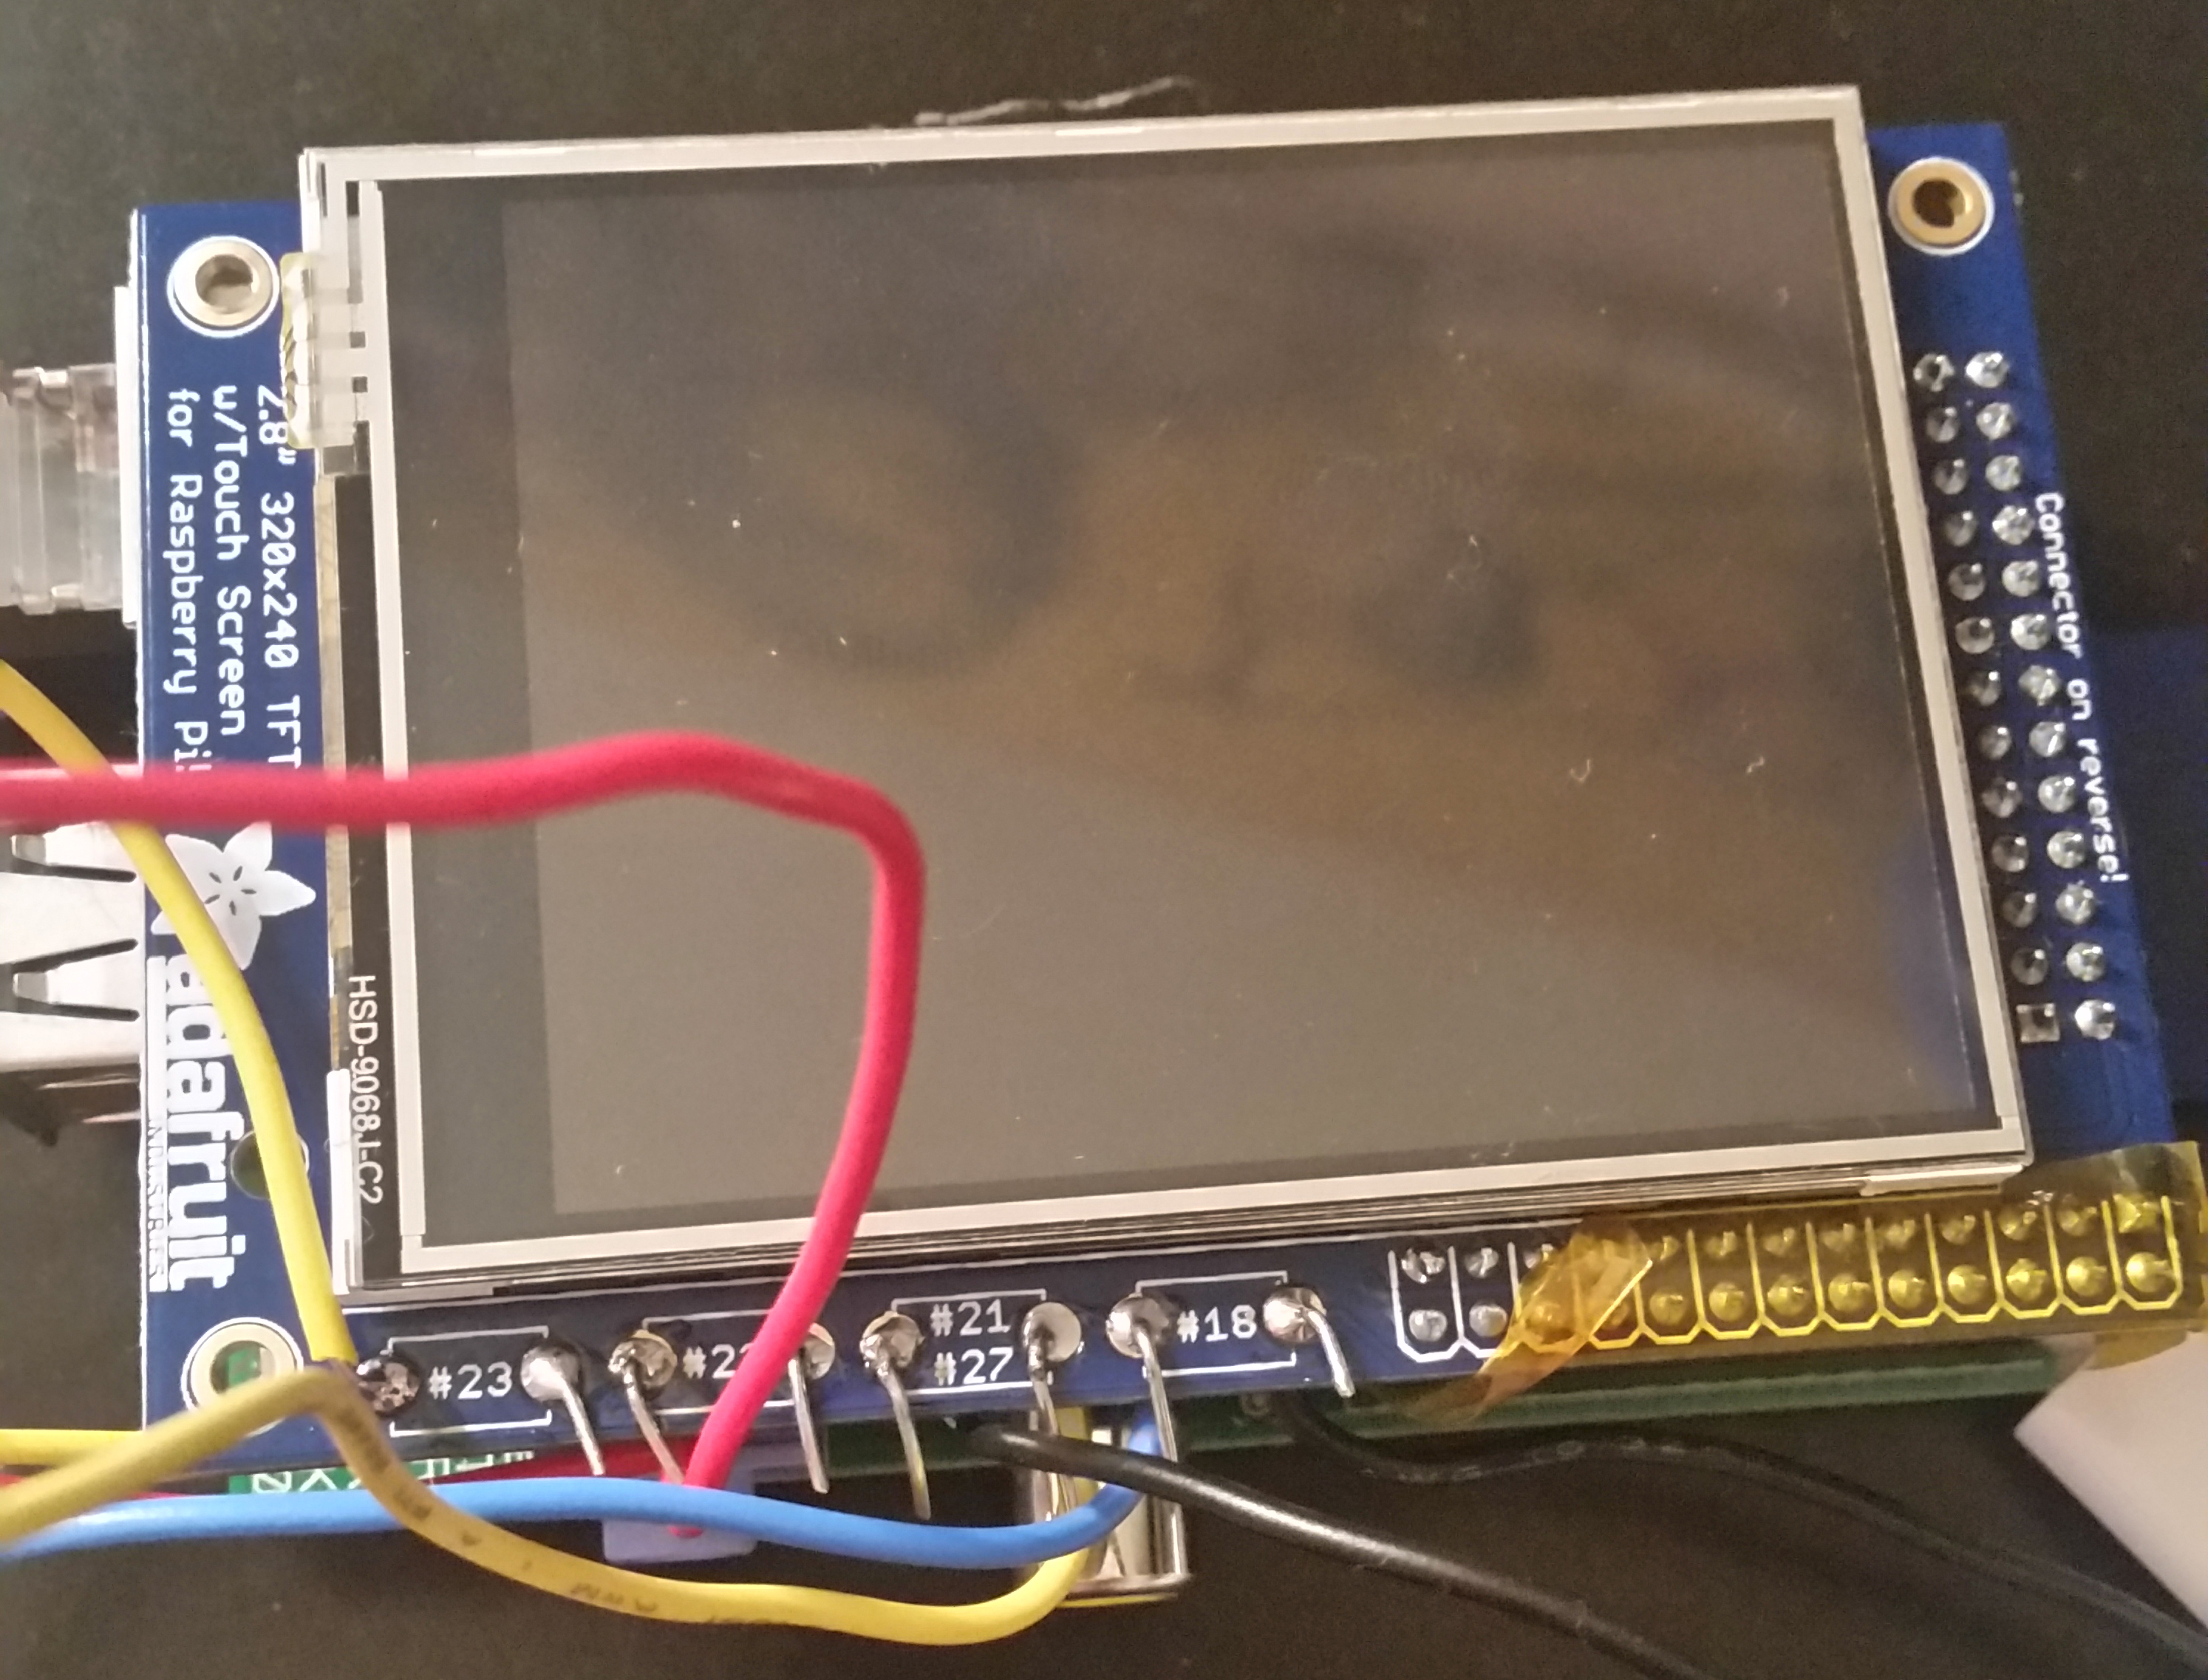 2.8" 320x240 TFT
w/Touch Screen
for Raspberry Pi
adafruit
INDUSTRIES
HSD-9068J-C2
Connector on reverse!
#23
#21
#27
#18